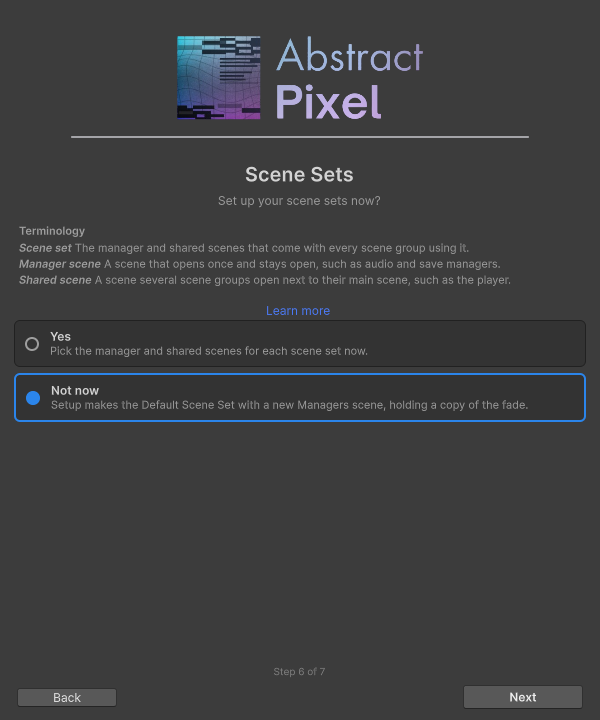 Abstract
Pixel
Scene Sets
Set up your scene sets now?
Terminology
Scene set The manager and shared scenes that come with every scene group using it.
Manager scene A scene that opens once and stays open, such as audio and save managers.
Shared scene A scene several scene groups open next to their main scene, such as the player.
Learn more
Yes
Pick the manager and shared scenes for each scene set now.
Not now
Setup makes the Default Scene Set with a new Managers scene, holding a copy of the fade.
Step 6 of 7
Back
Next